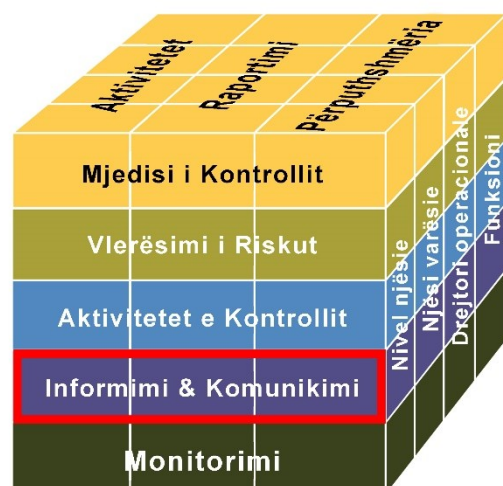 Aktivitetet
Raportimi
Përputhshmëria
Mjedisi i Kontrollit
Vlerësimi i Riskut
Aktivitetet e Kontrollit
Informimi & Komunikimi
Monitorimi
Nivel njësie
Njësi varësie
Drejtori operacionale
Funksioni